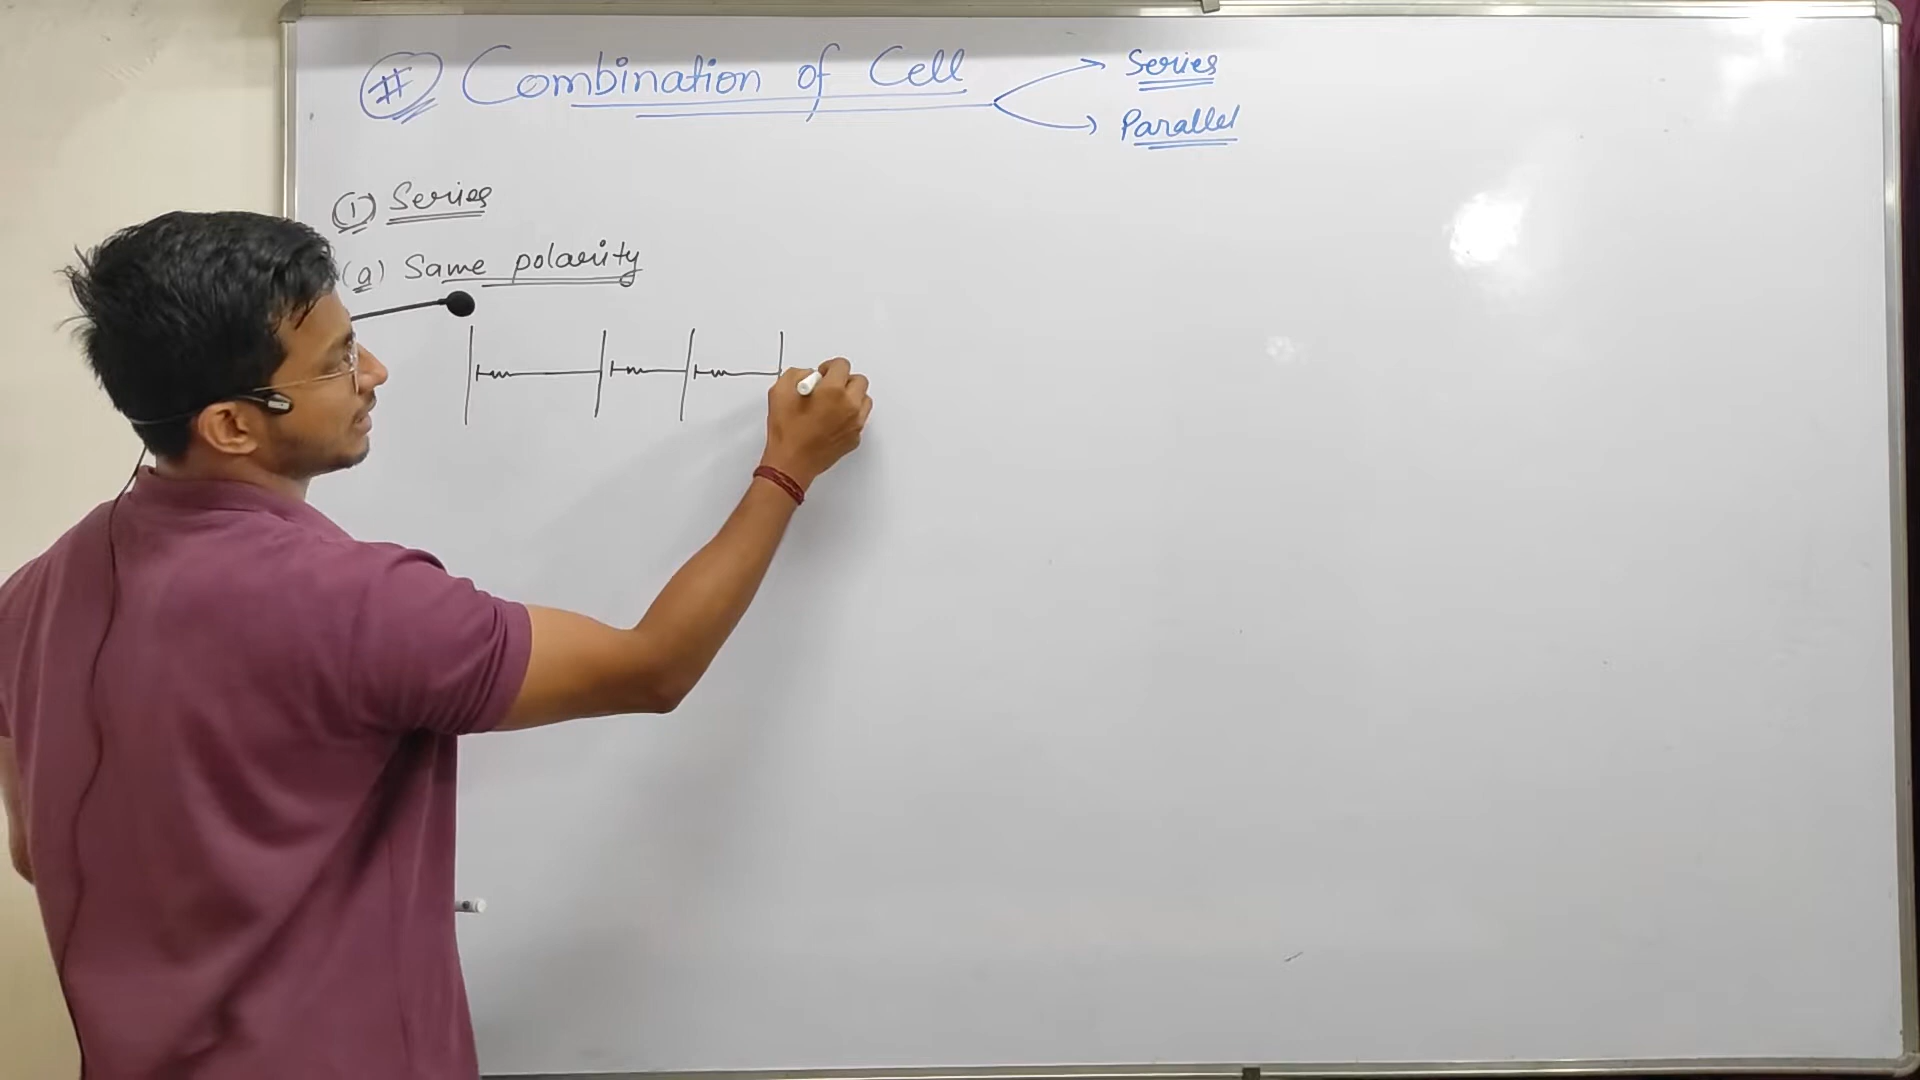 # Combination of Cell
Series
Parallel
(1) Series
(a) Same polarity